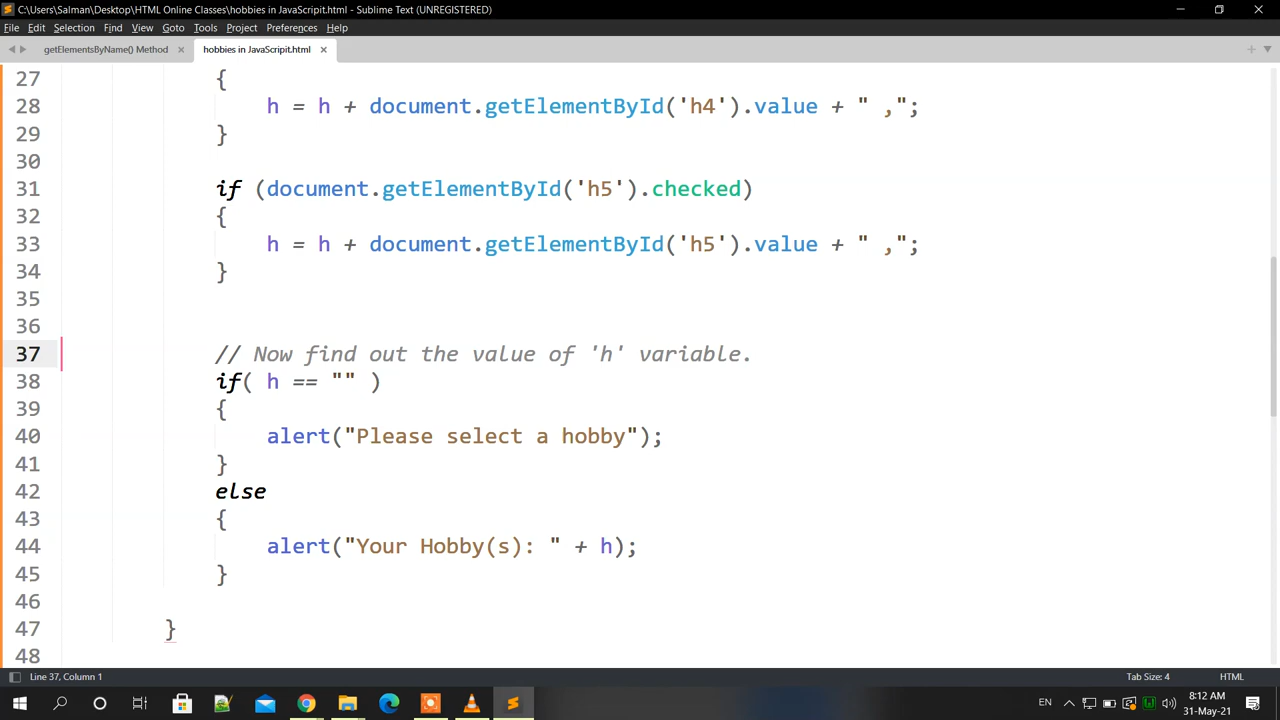 C:\Users\Salman\Desktop\HTML Online Classes\hobbies in JavaScripit.html - Sublime Text (UNREGISTERED)
File Edit Selection Find View Goto Tools Project Preferences Help
getElementsByName() Method × hobbies in JavaScripit.html ×
27 {
28 h = h + document.getElementById('h4').value + " ,";
29 }
30
31 if (document.getElementById('h5').checked)
32 {
33 h = h + document.getElementById('h5').value + " ,";
34 }
35
36
37 // Now find out the value of 'h' variable.
38 if( h == "" )
39 {
40 alert("Please select a hobby");
41 }
42 else
43 {
44 alert("Your Hobby(s): " + h);
45 }
46
47 }
48
Line 37, Column 1 Tab Size: 4 HTML
EN 8:12 AM
31-May-21